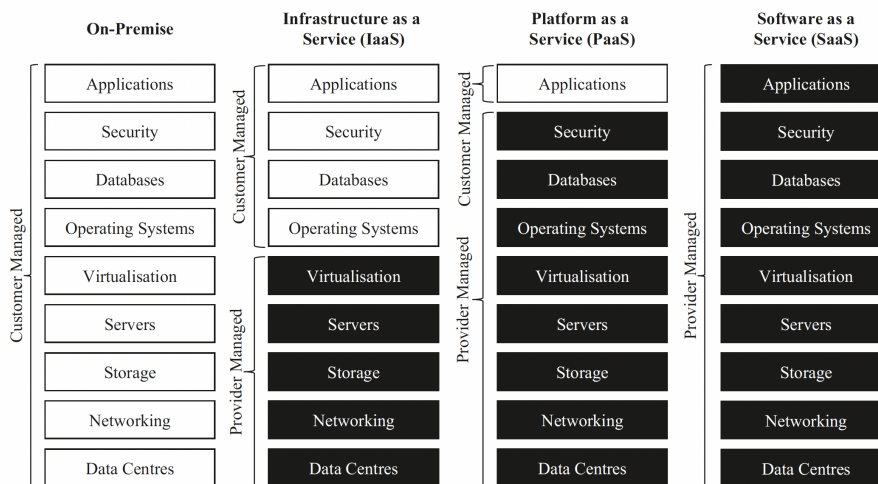 On-Premise
Infrastructure as a
Service (IaaS)
Platform as a
Service (PaaS)
Software as a
Service (SaaS)
Customer Managed
Applications
Security
Databases
Operating Systems
Virtualisation
Servers
Storage
Networking
Data Centres
Customer Managed
Provider Managed
Applications
Security
Databases
Operating Systems
Virtualisation
Servers
Storage
Networking
Data Centres
Customer Managed
Provider Managed
Applications
Security
Databases
Operating Systems
Virtualisation
Servers
Storage
Networking
Data Centres
Provider Managed
Applications
Security
Databases
Operating Systems
Virtualisation
Servers
Storage
Networking
Data Centres